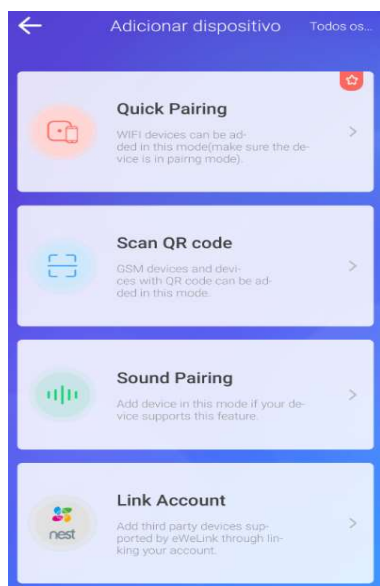 Adicionar dispositivo
Todos os...
Quick Pairing
WIFI devices can be ad-
ded in this mode(make sure the de-
vice is in pairng mode).
Scan QR code
GSM devices and devi-
ces with QR code can be ad-
ded in this mode.
Sound Pairing
Add device in this mode if your de-
vice supports this feature.
Link Account
nest
Add third party devices sup-
ported by eWeLink through lin-
king your account.